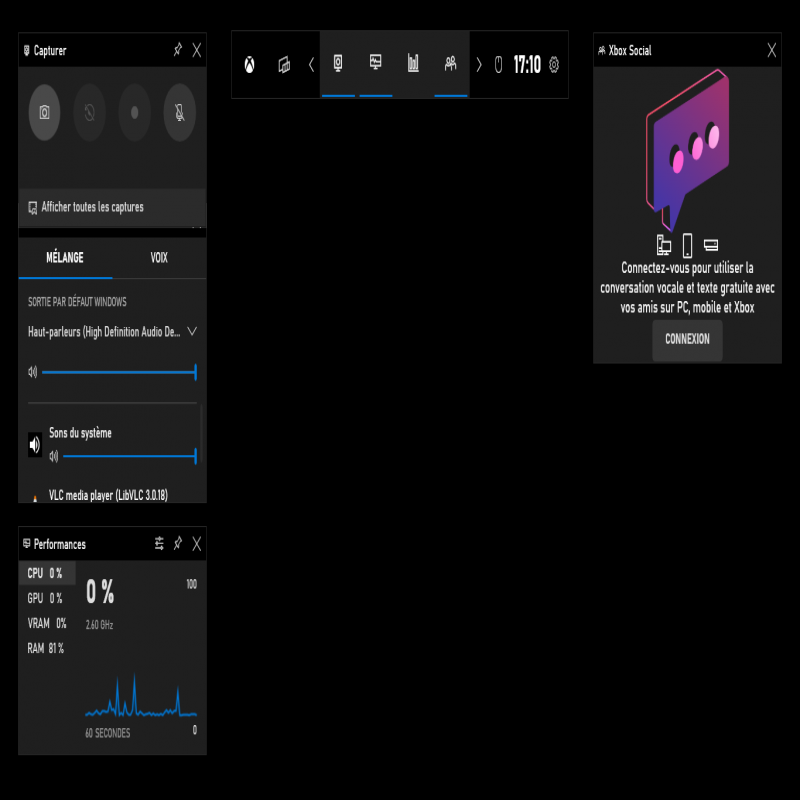 Capturer
Afficher toutes les captures
MÉLANGE
VOIX
SORTIE PAR DÉFAUT WINDOWS
Haut-parleurs (High Definition Audio De...
Sons du système
VLC media player (LibVLC 3.0.18)
Performances
CPU 0 %
GPU 0 %
VRAM 0%
RAM 81 %
0 %
2.60 GHz
100
60 SECONDES
0
17:10
Xbox Social
Connectez-vous pour utiliser la
conversation vocale et texte gratuite avec
vos amis sur PC, mobile et Xbox
CONNEXION